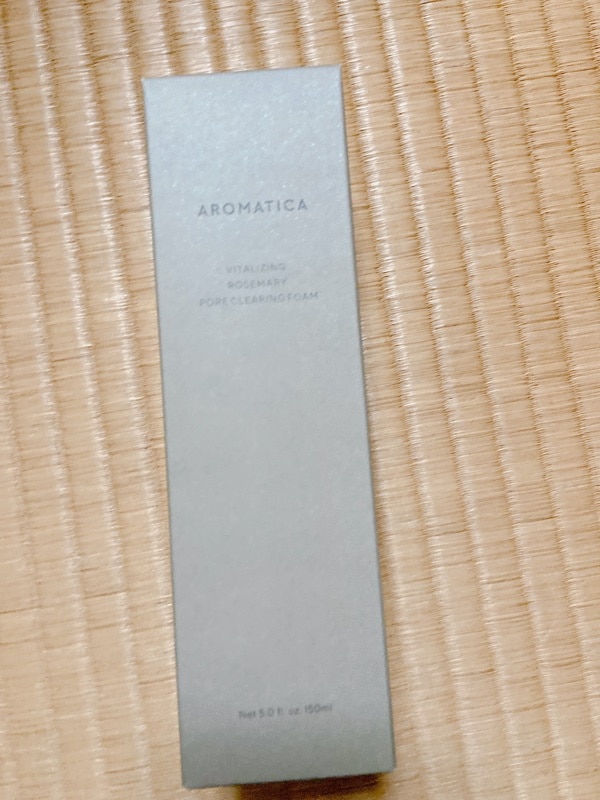 AROMATICA
VITALIZING
ROSEMARY
PORE CLEARING FOAM
Net 5.0 fl. oz. 150ml